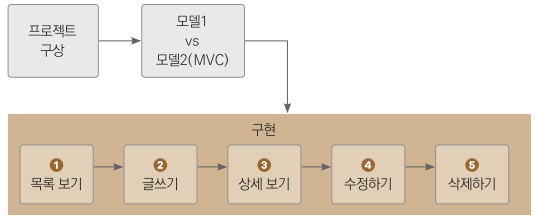 프로젝트
구상
모델1
vs
모델2(MVC)
구현
1
목록 보기
2
글쓰기
3
상세 보기
4
수정하기
5
삭제하기